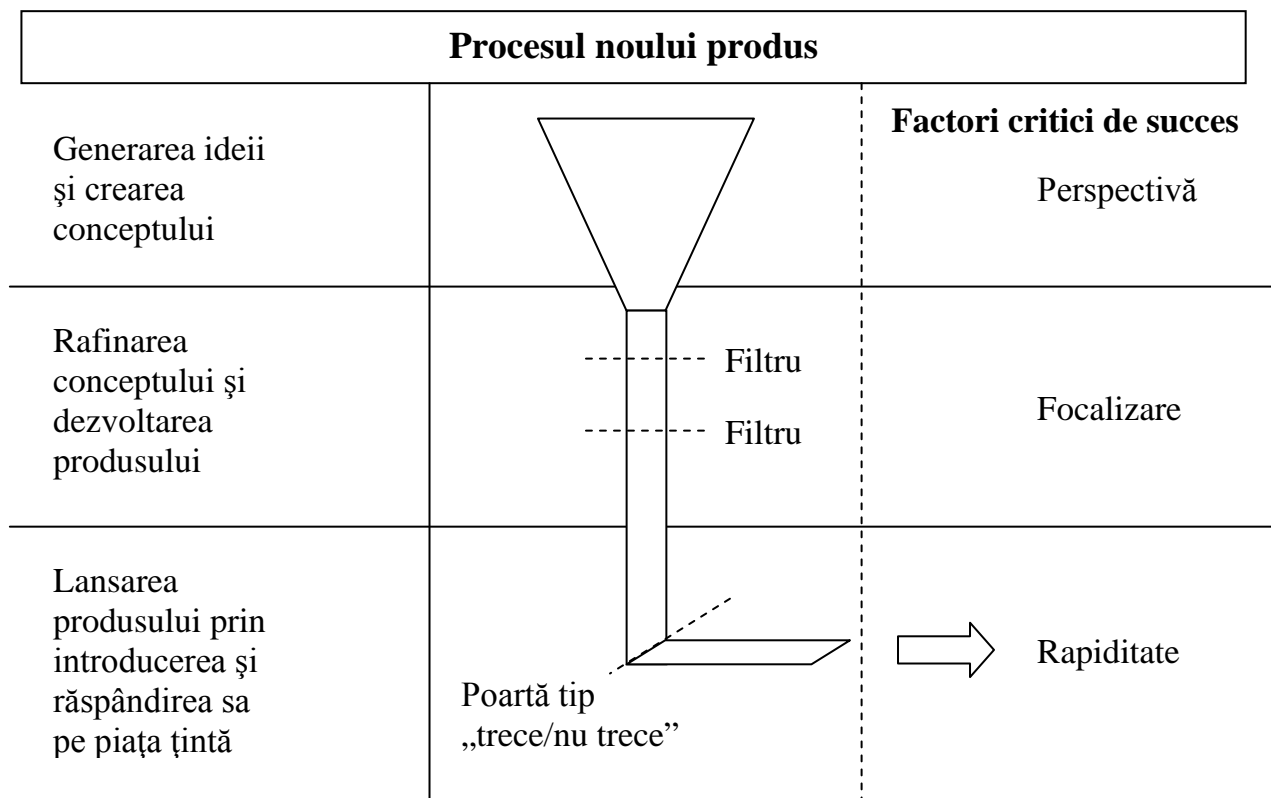 Procesul noului produs
Generarea ideii
şi crearea
conceptului
Factori critici de succes
Perspectivă
Rafinarea
conceptului şi
dezvoltarea
produsului
Filtru
Filtru
Focalizare
Lansarea
produsului prin
introducerea şi
răspândirea sa
pe piaţa ţintă
Poartă tip
„trece/nu trece”
Rapiditate